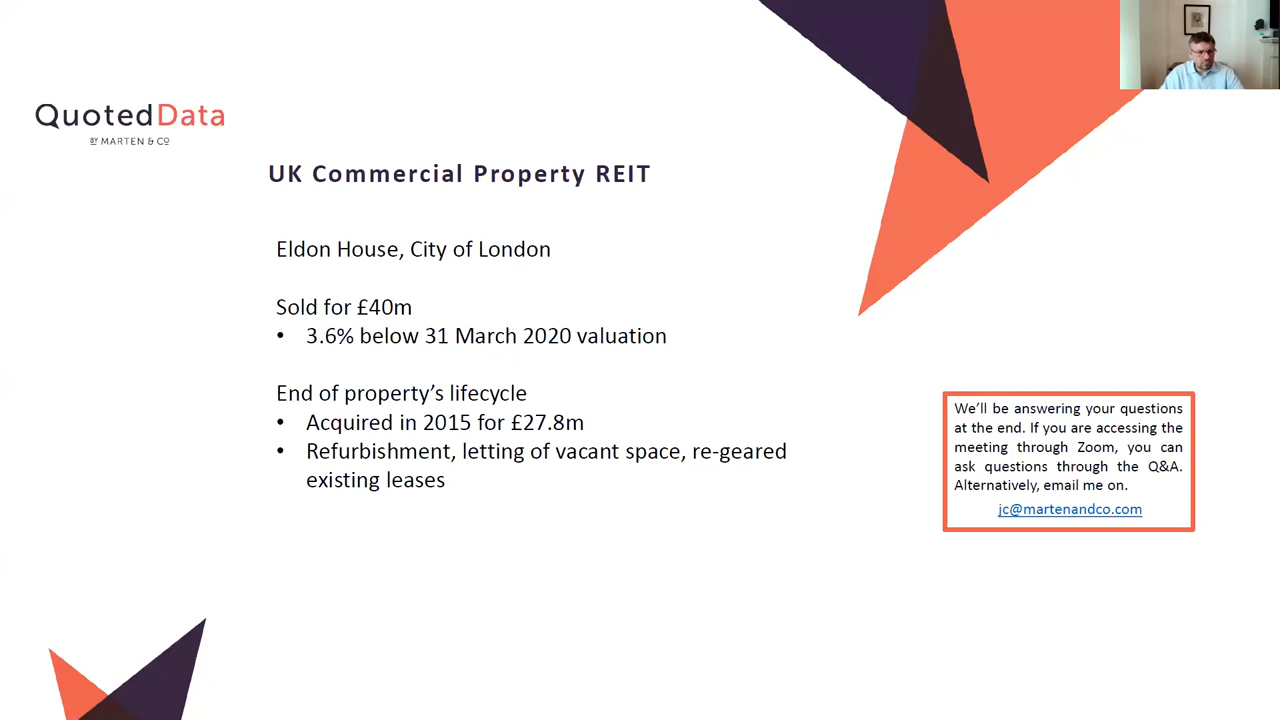 QuotedData
BY MARTEN & CO
UK Commercial Property REIT
Eldon House, City of London
Sold for £40m
• 3.6% below 31 March 2020 valuation
End of property’s lifecycle
• Acquired in 2015 for £27.8m
• Refurbishment, letting of vacant space, re-geared
existing leases
We’ll be answering your questions
at the end. If you are accessing the
meeting through Zoom, you can
ask questions through the Q&A.
Alternatively, email me on.
jc@martenandco.com